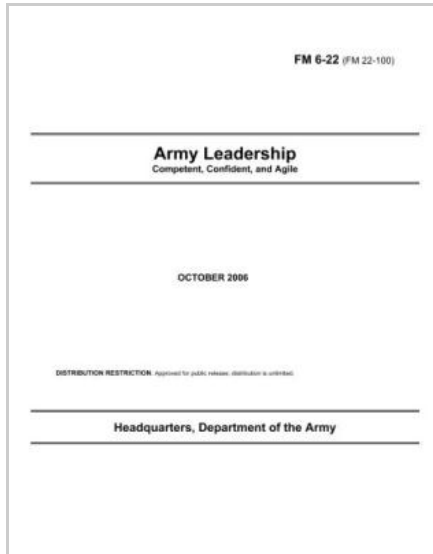 FM 6-22 (FM 22-100)
Army Leadership
Competent, Confident, and Agile
OCTOBER 2006
DISTRIBUTION RESTRICTION: Approved for public release; distribution is unlimited.
Headquarters, Department of the Army